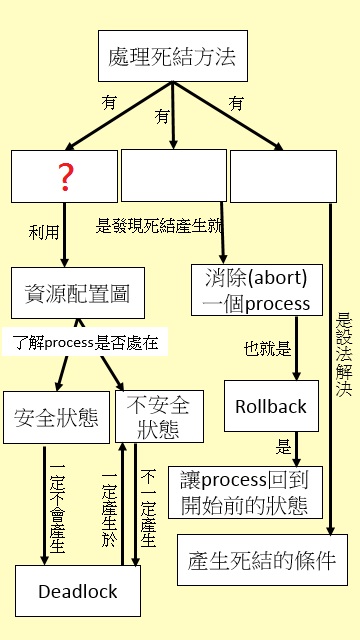 處理死結方法
有
有
有
?
利用
是發現死結產生就
資源配置圖
消除(abort)
一個process
了解process是否處在
也就是
是設法解決
安全狀態
不安全
狀態
Rollback
是
一定不會產生
一定產生於
不一定產生
讓process回到
開始前的狀態
產生死結的條件
Deadlock